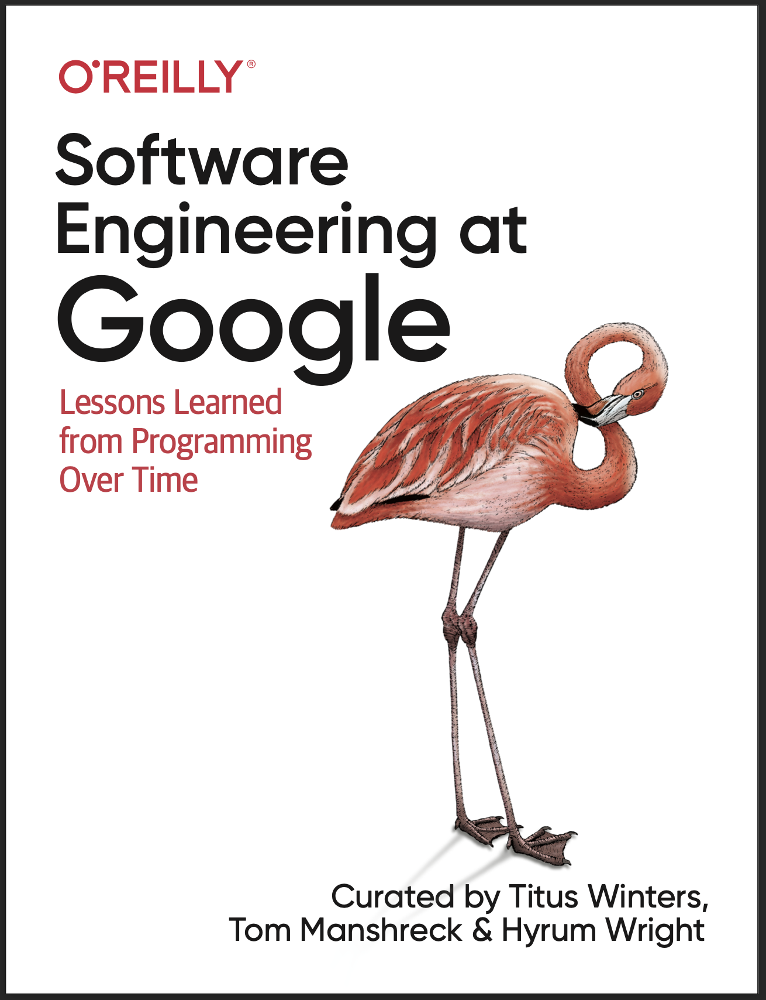 O'REILLY®
Software
Engineering at
Google
Lessons Learned
from Programming
Over Time
Curated by Titus Winters,
Tom Manshreck & Hyrum Wright